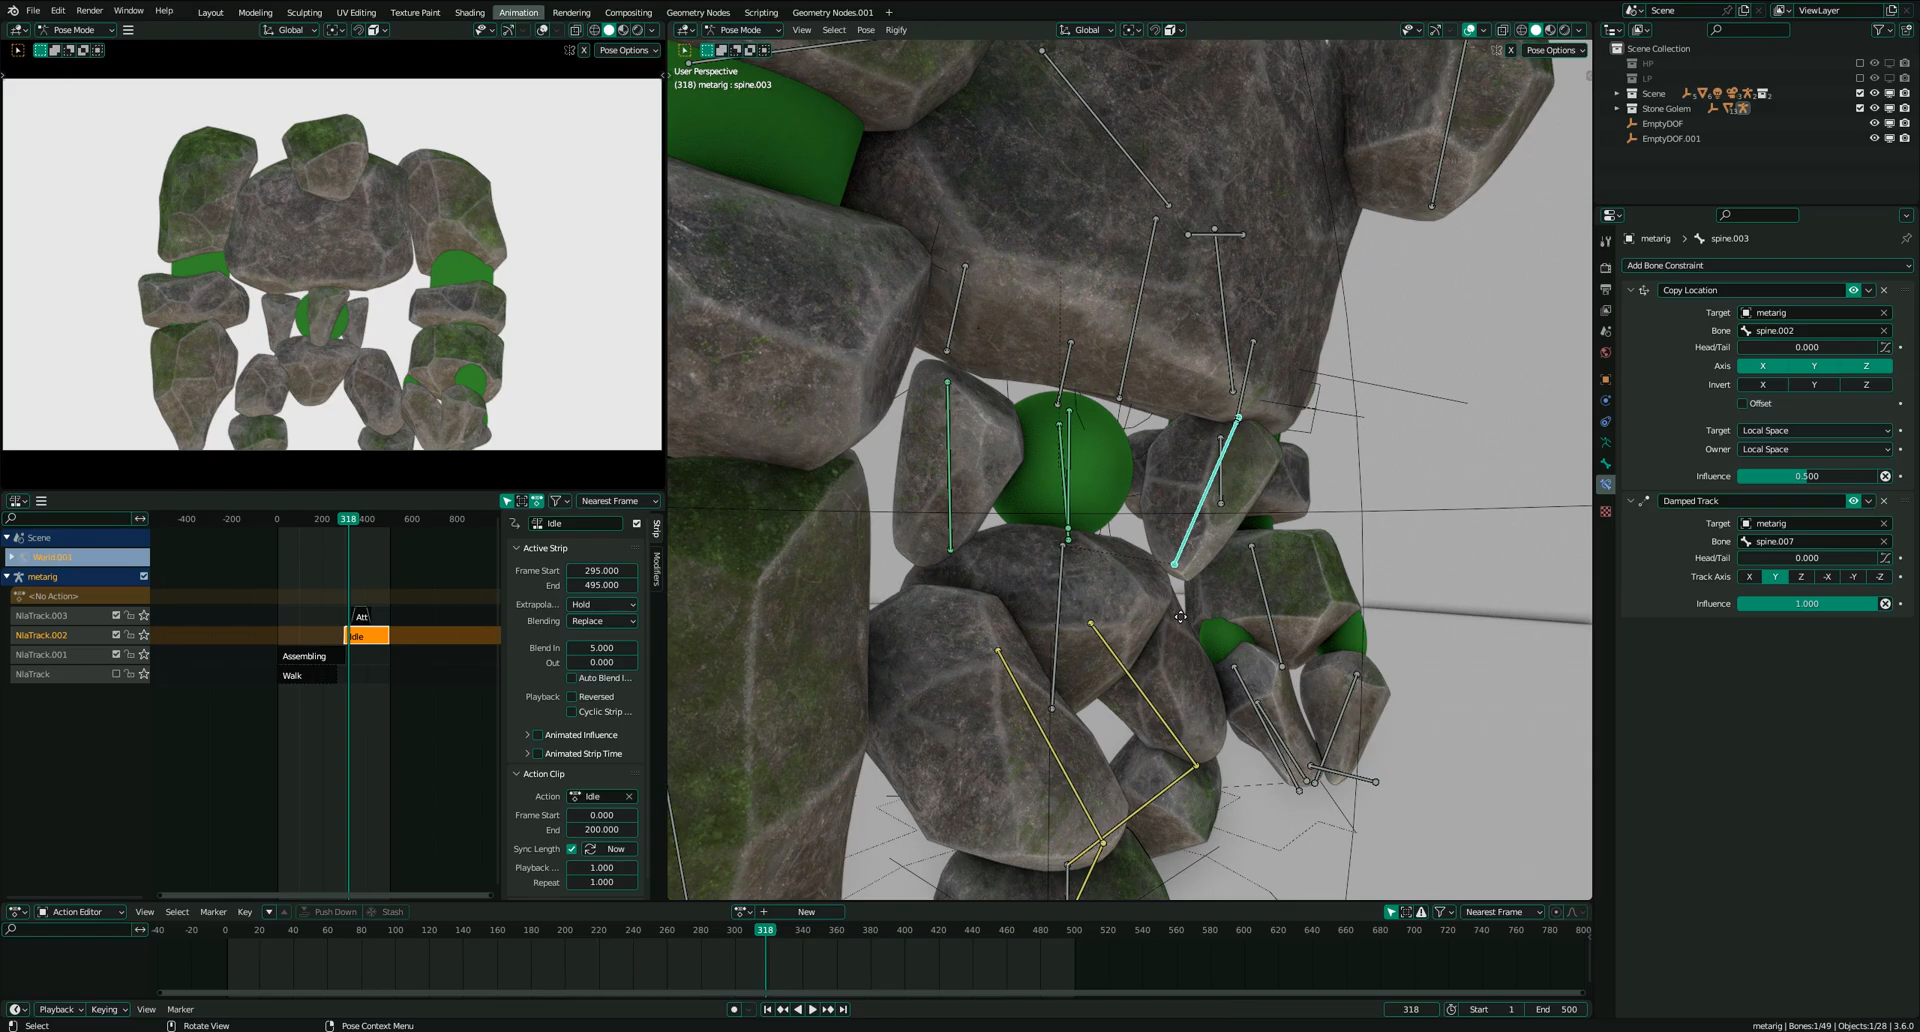 File Edit Render Window Help Layout Modeling Sculpting UV Editing Texture Paint Shading Animation Rendering Compositing Geometry Nodes Scripting Geometry Nodes.001 +
Scene ViewLayer
Pose Mode Global
Pose Mode View Select Pose Rigify Global
X Pose Options
X Pose Options
User Perspective
(318) metarig : spine.003
Scene Collection
HP
LP
Scene
Stone Golem
EmptyDOF
EmptyDOF.001
metarig > spine.003
Add Bone Constraint
Copy Location
Target metarig
Bone spine.002
Head/Tail 0.000
Axis X Y Z
Invert X Y Z
Offset
Target Local Space
Owner Local Space
Influence 0.500
Damped Track
Target metarig
Bone spine.007
Head/Tail 0.000
Track Axis X Y Z -X -Y -Z
Influence 1.000
Nearest Frame
-400 -200 0 200 318 400 600 800
Scene
World.001
metarig
<No Action>
NlaTrack.003 Att
NlaTrack.002 Idle
NlaTrack.001 Assembling
NlaTrack Walk
Idle
Strip
Modifiers
Active Strip
Frame Start 295.000
End 495.000
Extrapola... Hold
Blending Replace
Blend In 5.000
Out 0.000
Auto Blend I...
Playback Reversed
Cyclic Strip ...
Animated Influence
Animated Strip Time
Action Clip
Action Idle
Frame Start 0.000
End 200.000
Sync Length Now
Playback ... 1.000
Repeat 1.000
Action Editor View Select Marker Key Push Down Stash + New Nearest Frame
-40 0 20 40 60 80 100 120 140 160 180 200 220 240 260 280 300 318 340 360 380 400 420 440 460 480 500 520 540 560 580 600 620 640 660 680 700 720 740 760 780 800
Playback Keying View Marker 318 Start 1 End 500
Select Rotate View Pose Context Menu metarig | Bones:1/49 | Objects:1/28 | 3.6.0